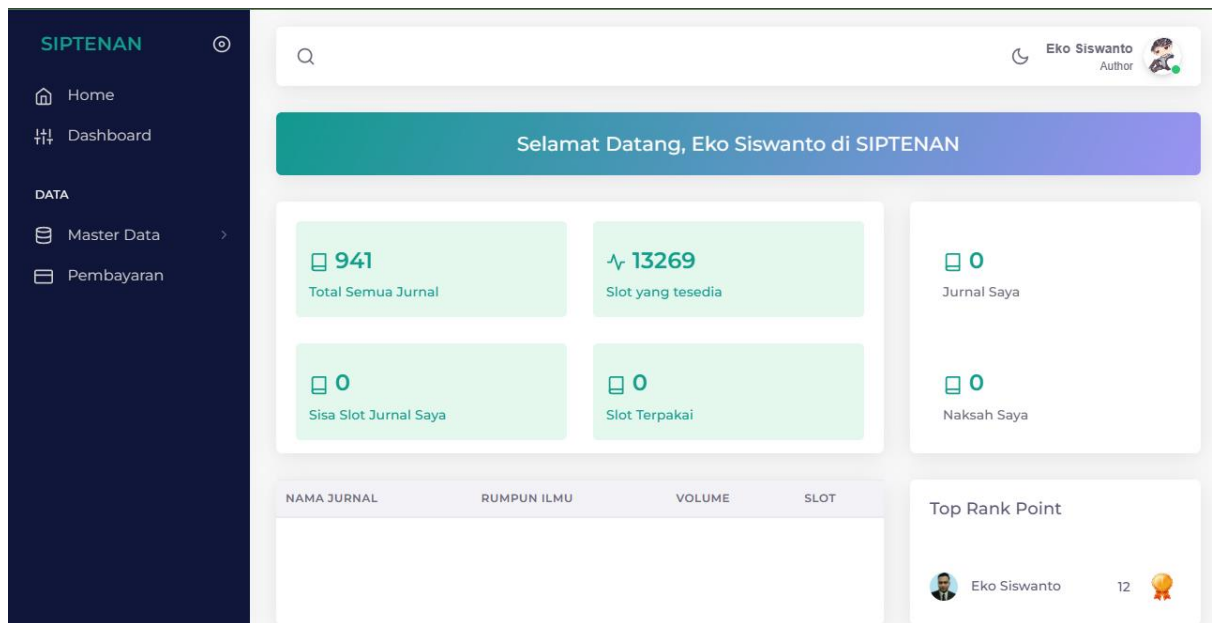 SIPTENAN
Home
Dashboard
DATA
Master Data
Pembayaran
Eko Siswanto
Author
Selamat Datang, Eko Siswanto di SIPTENAN
941
Total Semua Jurnal
13269
Slot yang tesedia
0
Jurnal Saya
0
Sisa Slot Jurnal Saya
0
Slot Terpakai
0
Naksah Saya
NAMA JURNAL RUMPUN ILMU VOLUME SLOT
Top Rank Point
Eko Siswanto 12